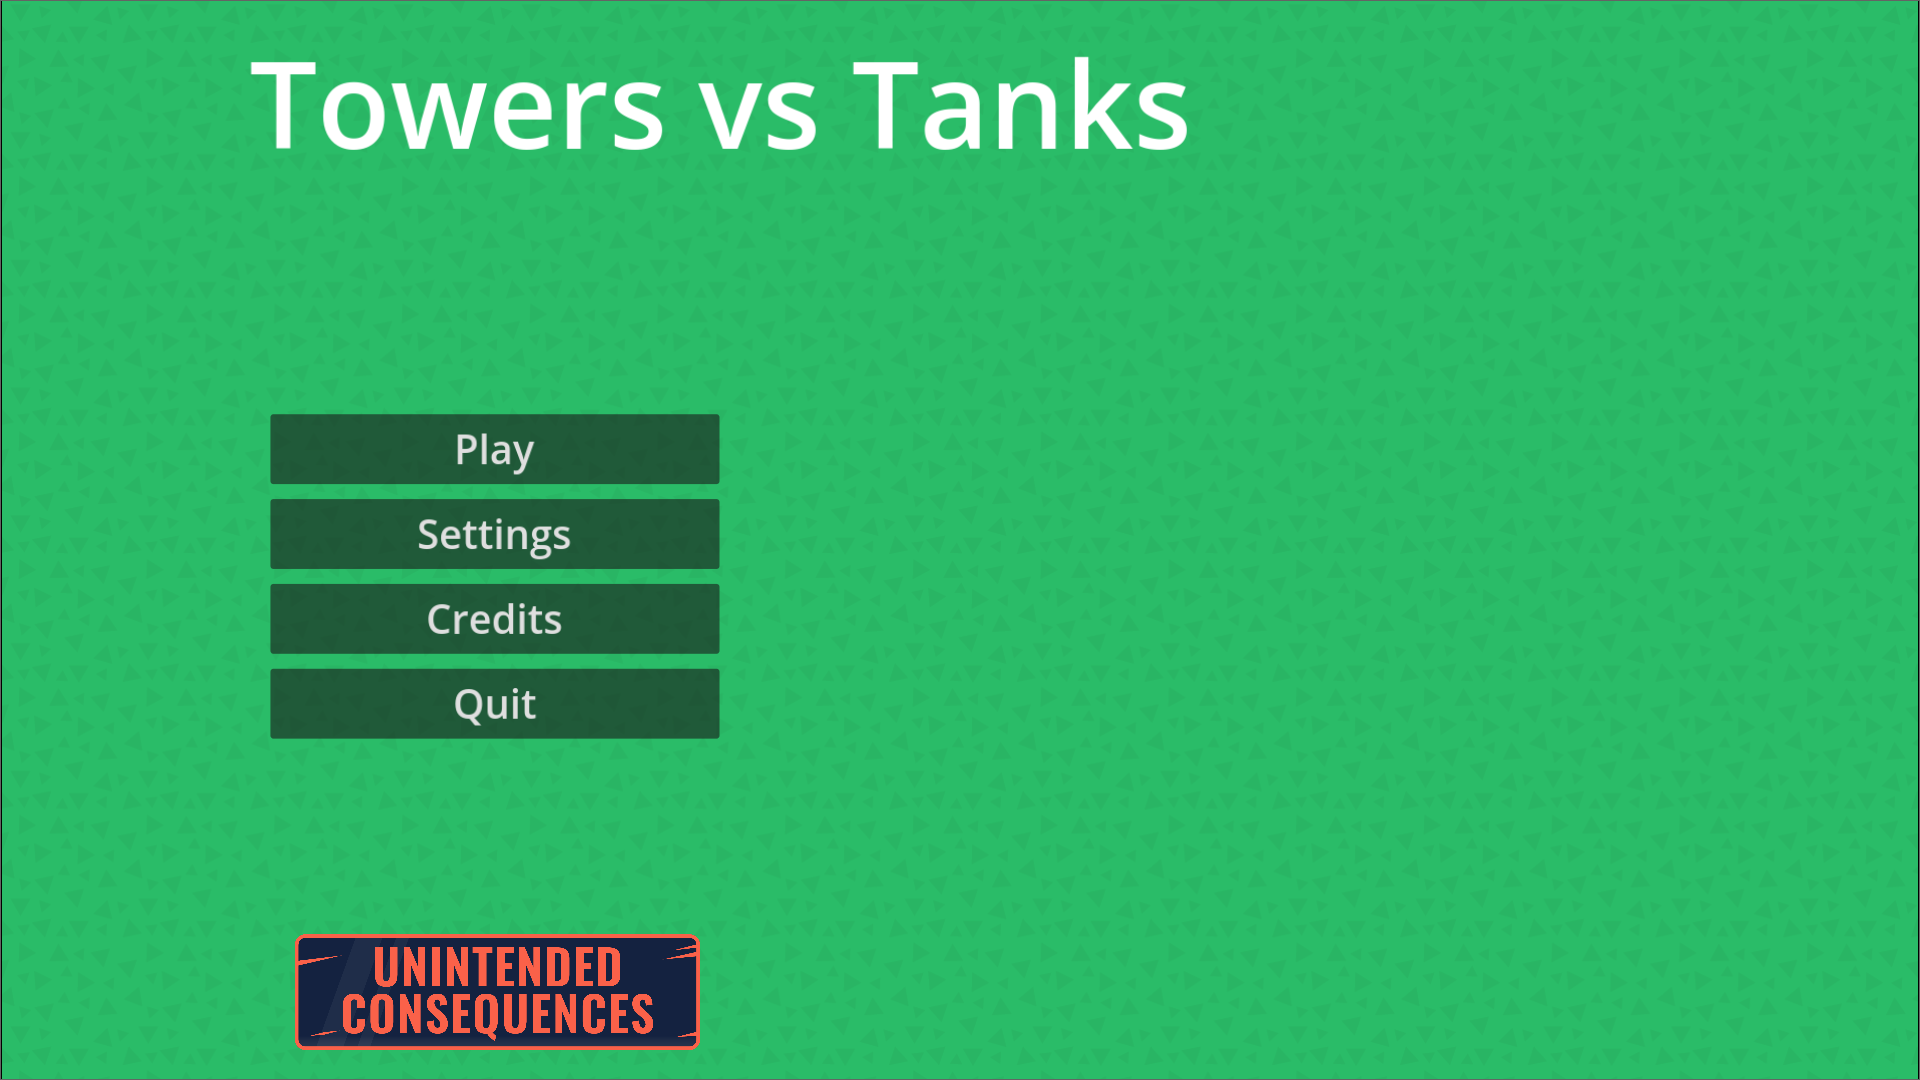 Towers vs Tanks
Play
Settings
Credits
Quit
UNINTENDED
CONSEQUENCES